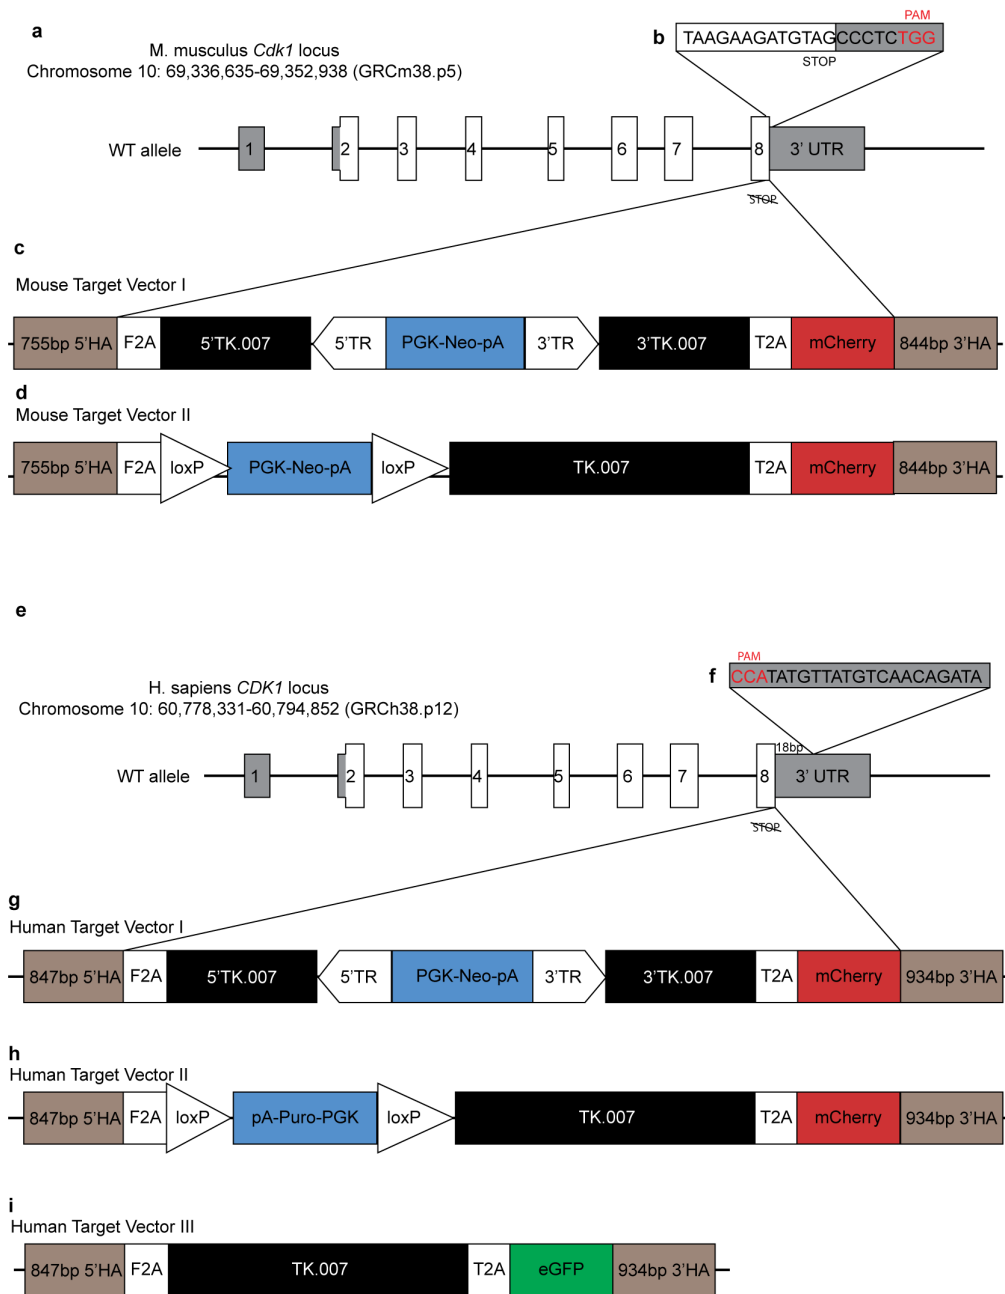 a
M. musculus Cdk1 locus
Chromosome 10: 69,336,635-69,352,938 (GRCm38.p5)
b
PAM
TAAGAAGATGTAGCCCTCTGG
STOP
WT allele
1
2
3
4
5
6
7
8
3’ UTR
STOP
c
Mouse Target Vector I
755bp 5’HA
F2A
5’TK.007
5’TR
PGK-Neo-pA
3’TR
3’TK.007
T2A
mCherry
844bp 3’HA
d
Mouse Target Vector II
755bp 5’HA
F2A
loxP
PGK-Neo-pA
loxP
TK.007
T2A
mCherry
844bp 3’HA
e
H. sapiens CDK1 locus
Chromosome 10: 60,778,331-60,794,852 (GRCh38.p12)
f
PAM
CCATATGTTATGTCAACAGATA
WT allele
1
2
3
4
5
6
7
8
18bp
3’ UTR
STOP
g
Human Target Vector I
847bp 5’HA
F2A
5’TK.007
5’TR
PGK-Neo-pA
3’TR
3’TK.007
T2A
mCherry
934bp 3’HA
h
Human Target Vector II
847bp 5’HA
F2A
loxP
pA-Puro-PGK
loxP
TK.007
T2A
mCherry
934bp 3’HA
i
Human Target Vector III
847bp 5’HA
F2A
TK.007
T2A
eGFP
934bp 3’HA